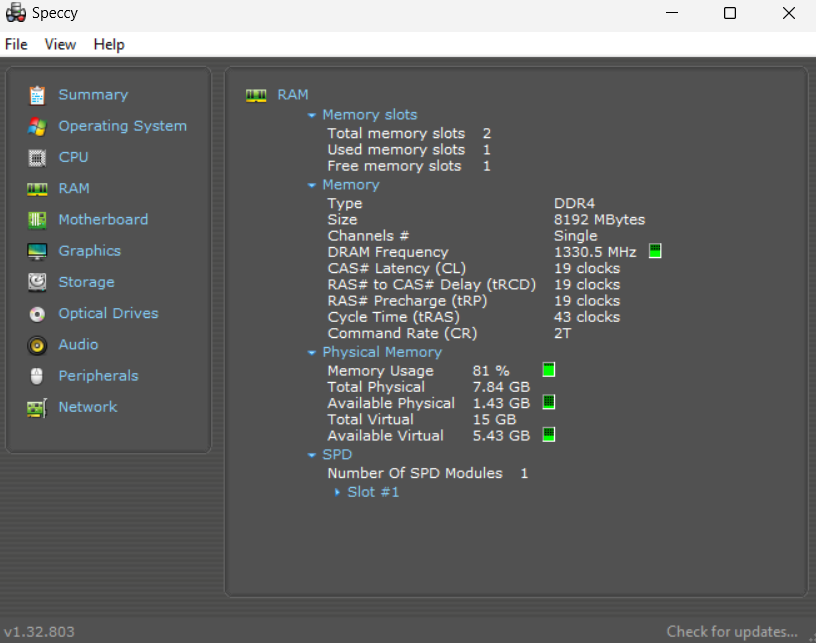 Speccy
File View Help
Summary
Operating System
CPU
RAM
Motherboard
Graphics
Storage
Optical Drives
Audio
Peripherals
Network
RAM
Memory slots
Total memory slots 2
Used memory slots 1
Free memory slots 1
Memory
Type DDR4
Size 8192 MBytes
Channels # Single
DRAM Frequency 1330.5 MHz
CAS# Latency (CL) 19 clocks
RAS# to CAS# Delay (tRCD) 19 clocks
RAS# Precharge (tRP) 19 clocks
Cycle Time (tRAS) 43 clocks
Command Rate (CR) 2T
Physical Memory
Memory Usage 81 %
Total Physical 7.84 GB
Available Physical 1.43 GB
Total Virtual 15 GB
Available Virtual 5.43 GB
SPD
Number Of SPD Modules 1
Slot #1
v1.32.803
Check for updates...